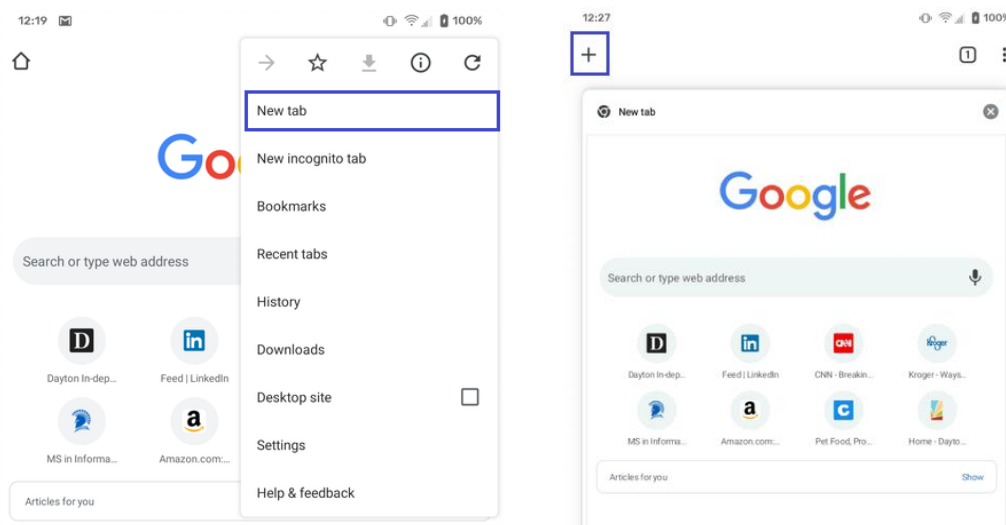 12:19
100%
New tab
New incognito tab
Bookmarks
Recent tabs
History
Downloads
Desktop site
Settings
Help & feedback
Goo
Search or type web address
D
in
Dayton In-dep...
Feed | LinkedIn
a
MS in Informa...
Amazon.com:...
Articles for you
12:27
100%
1
New tab
Google
Search or type web address
D
in
CNN
Kroger
Dayton In-dep...
Feed | LinkedIn
CNN - Breakin...
Kroger - Ways...
a
C
MS in Informa...
Amazon.com:...
Pet Food, Pro...
Home - Dayto...
Articles for you
Show